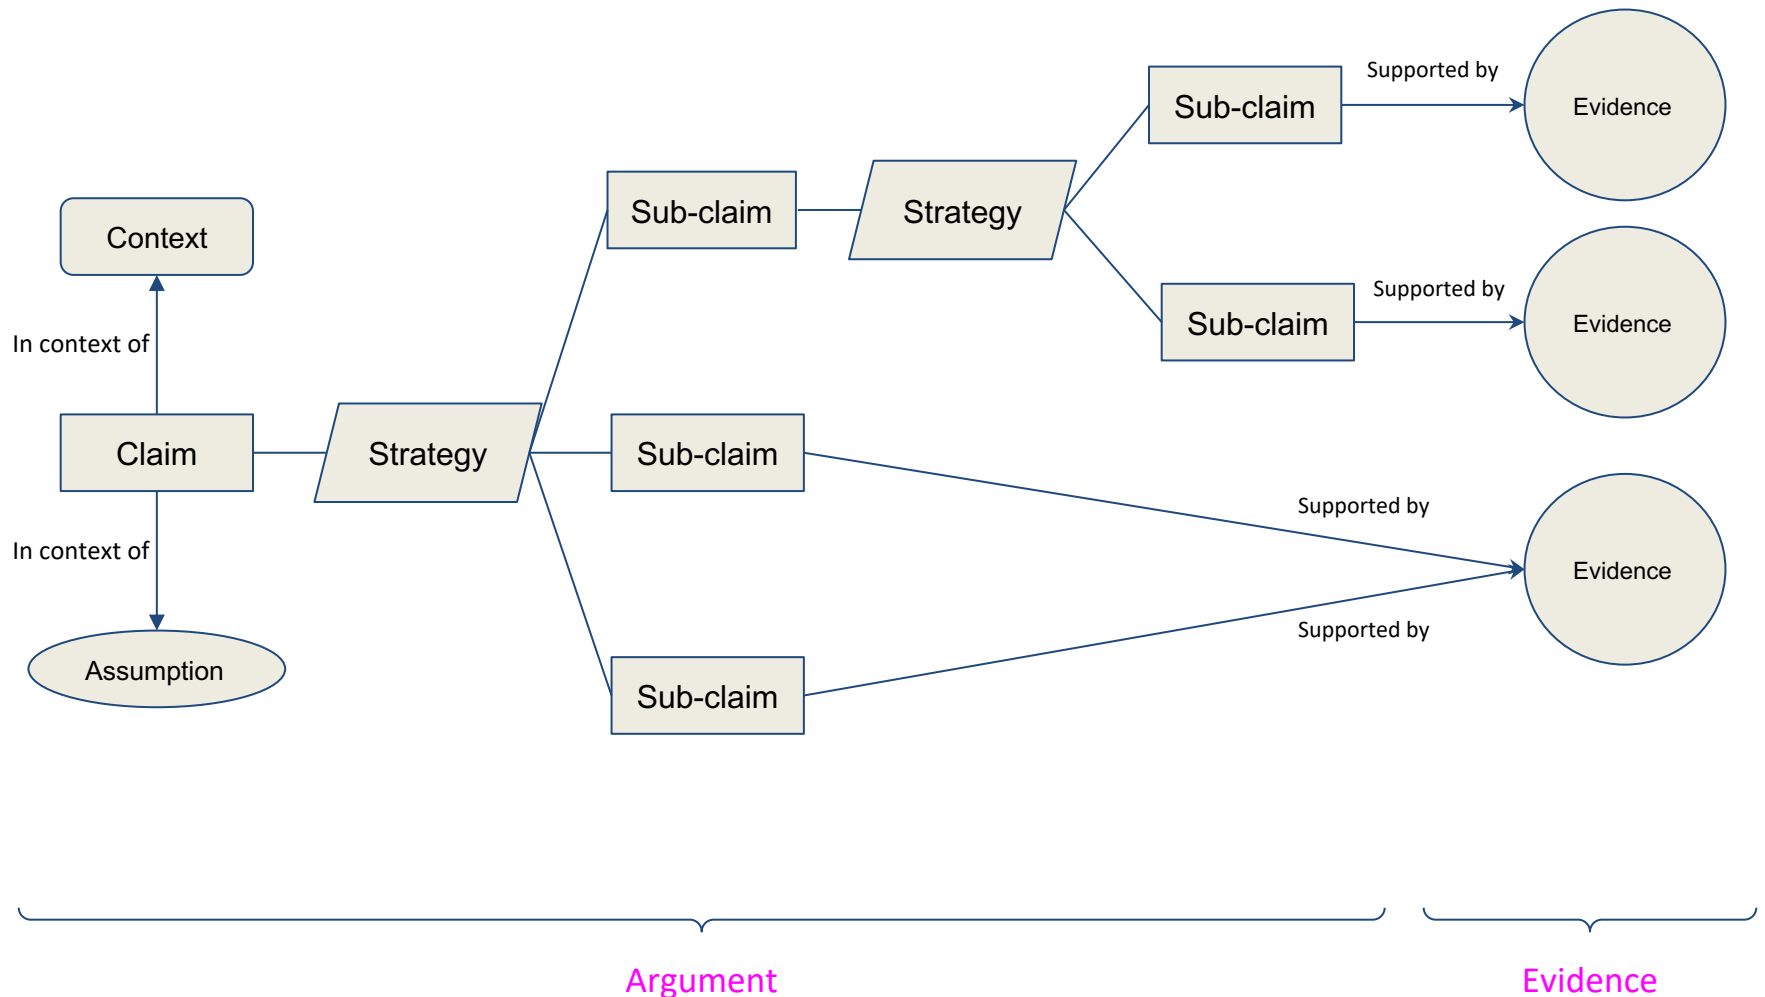 Supported by
Sub-claim
Evidence
Sub-claim
Strategy
Context
Supported by
Sub-claim
Evidence
In context of
Claim
Strategy
Sub-claim
Supported by
In context of
Evidence
Supported by
Assumption
Sub-claim
Argument
Evidence